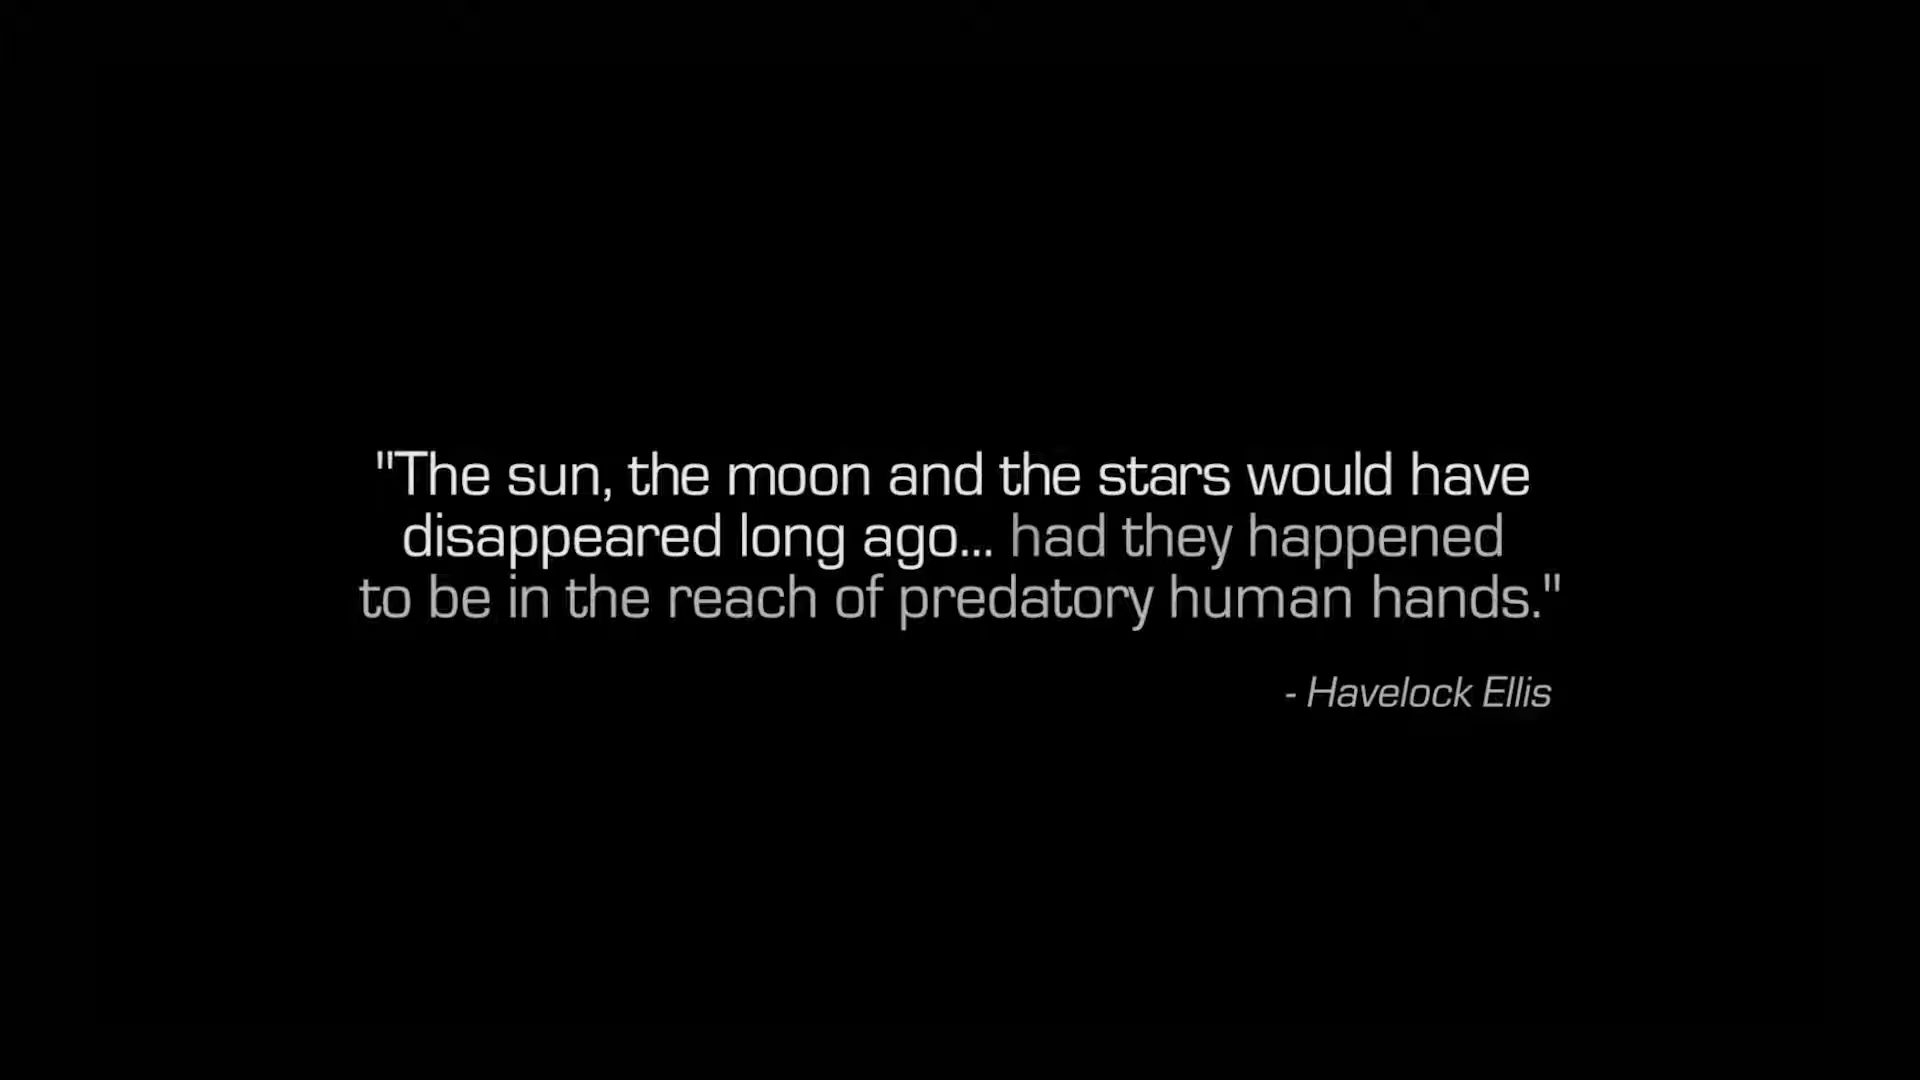 "The sun, the moon and the stars would have
disappeared long ago... had they happened
to be in the reach of predatory human hands."
- Havelock Ellis